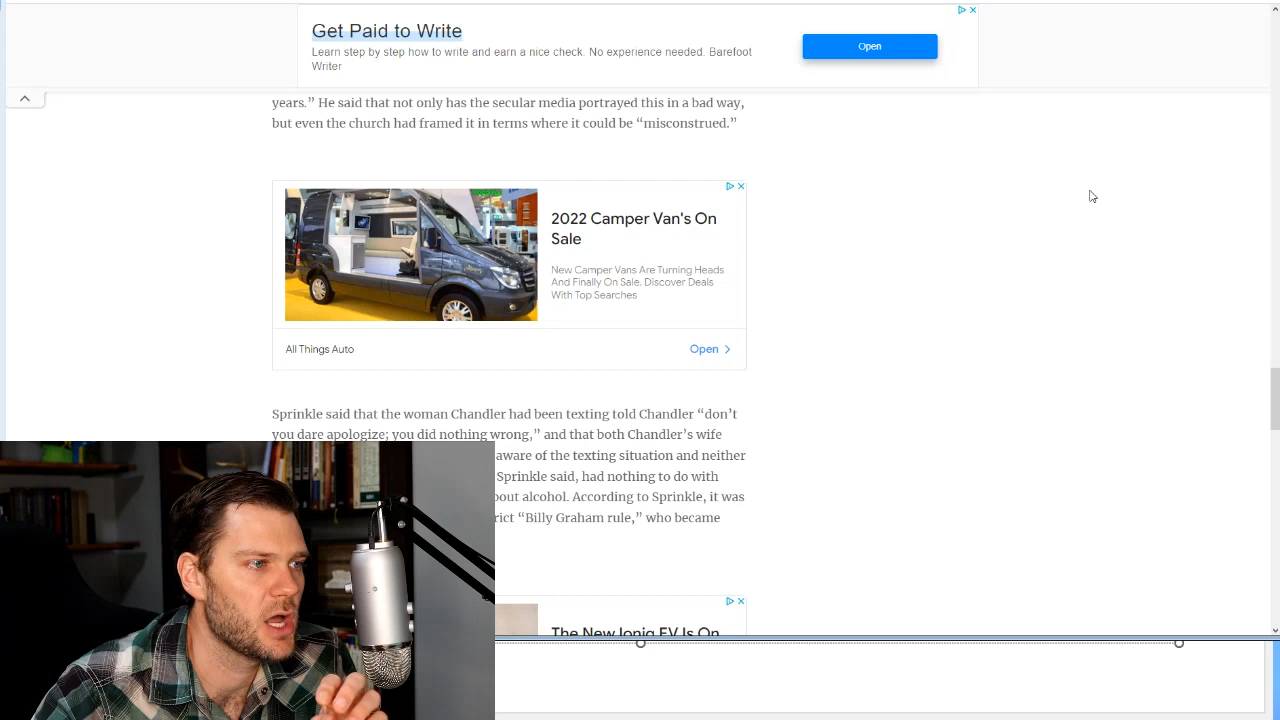 Get Paid to Write
Learn step by step how to write and earn a nice check. No experience needed. Barefoot
Writer
Open
years.” He said that not only has the secular media portrayed this in a bad way,
but even the church had framed it in terms where it could be “misconstrued.”
2022 Camper Van's On
Sale
New Camper Vans Are Turning Heads
And Finally On Sale. Discover Deals
With Top Searches
All Things Auto
Open
Sprinkle said that the woman Chandler had been texting told Chandler “don’t
you dare apologize; you did nothing wrong,” and that both Chandler’s wife
aware of the texting situation and neither
Sprinkle said, had nothing to do with
bout alcohol. According to Sprinkle, it was
rict “Billy Graham rule,” who became
The New Ioniq EV Is On